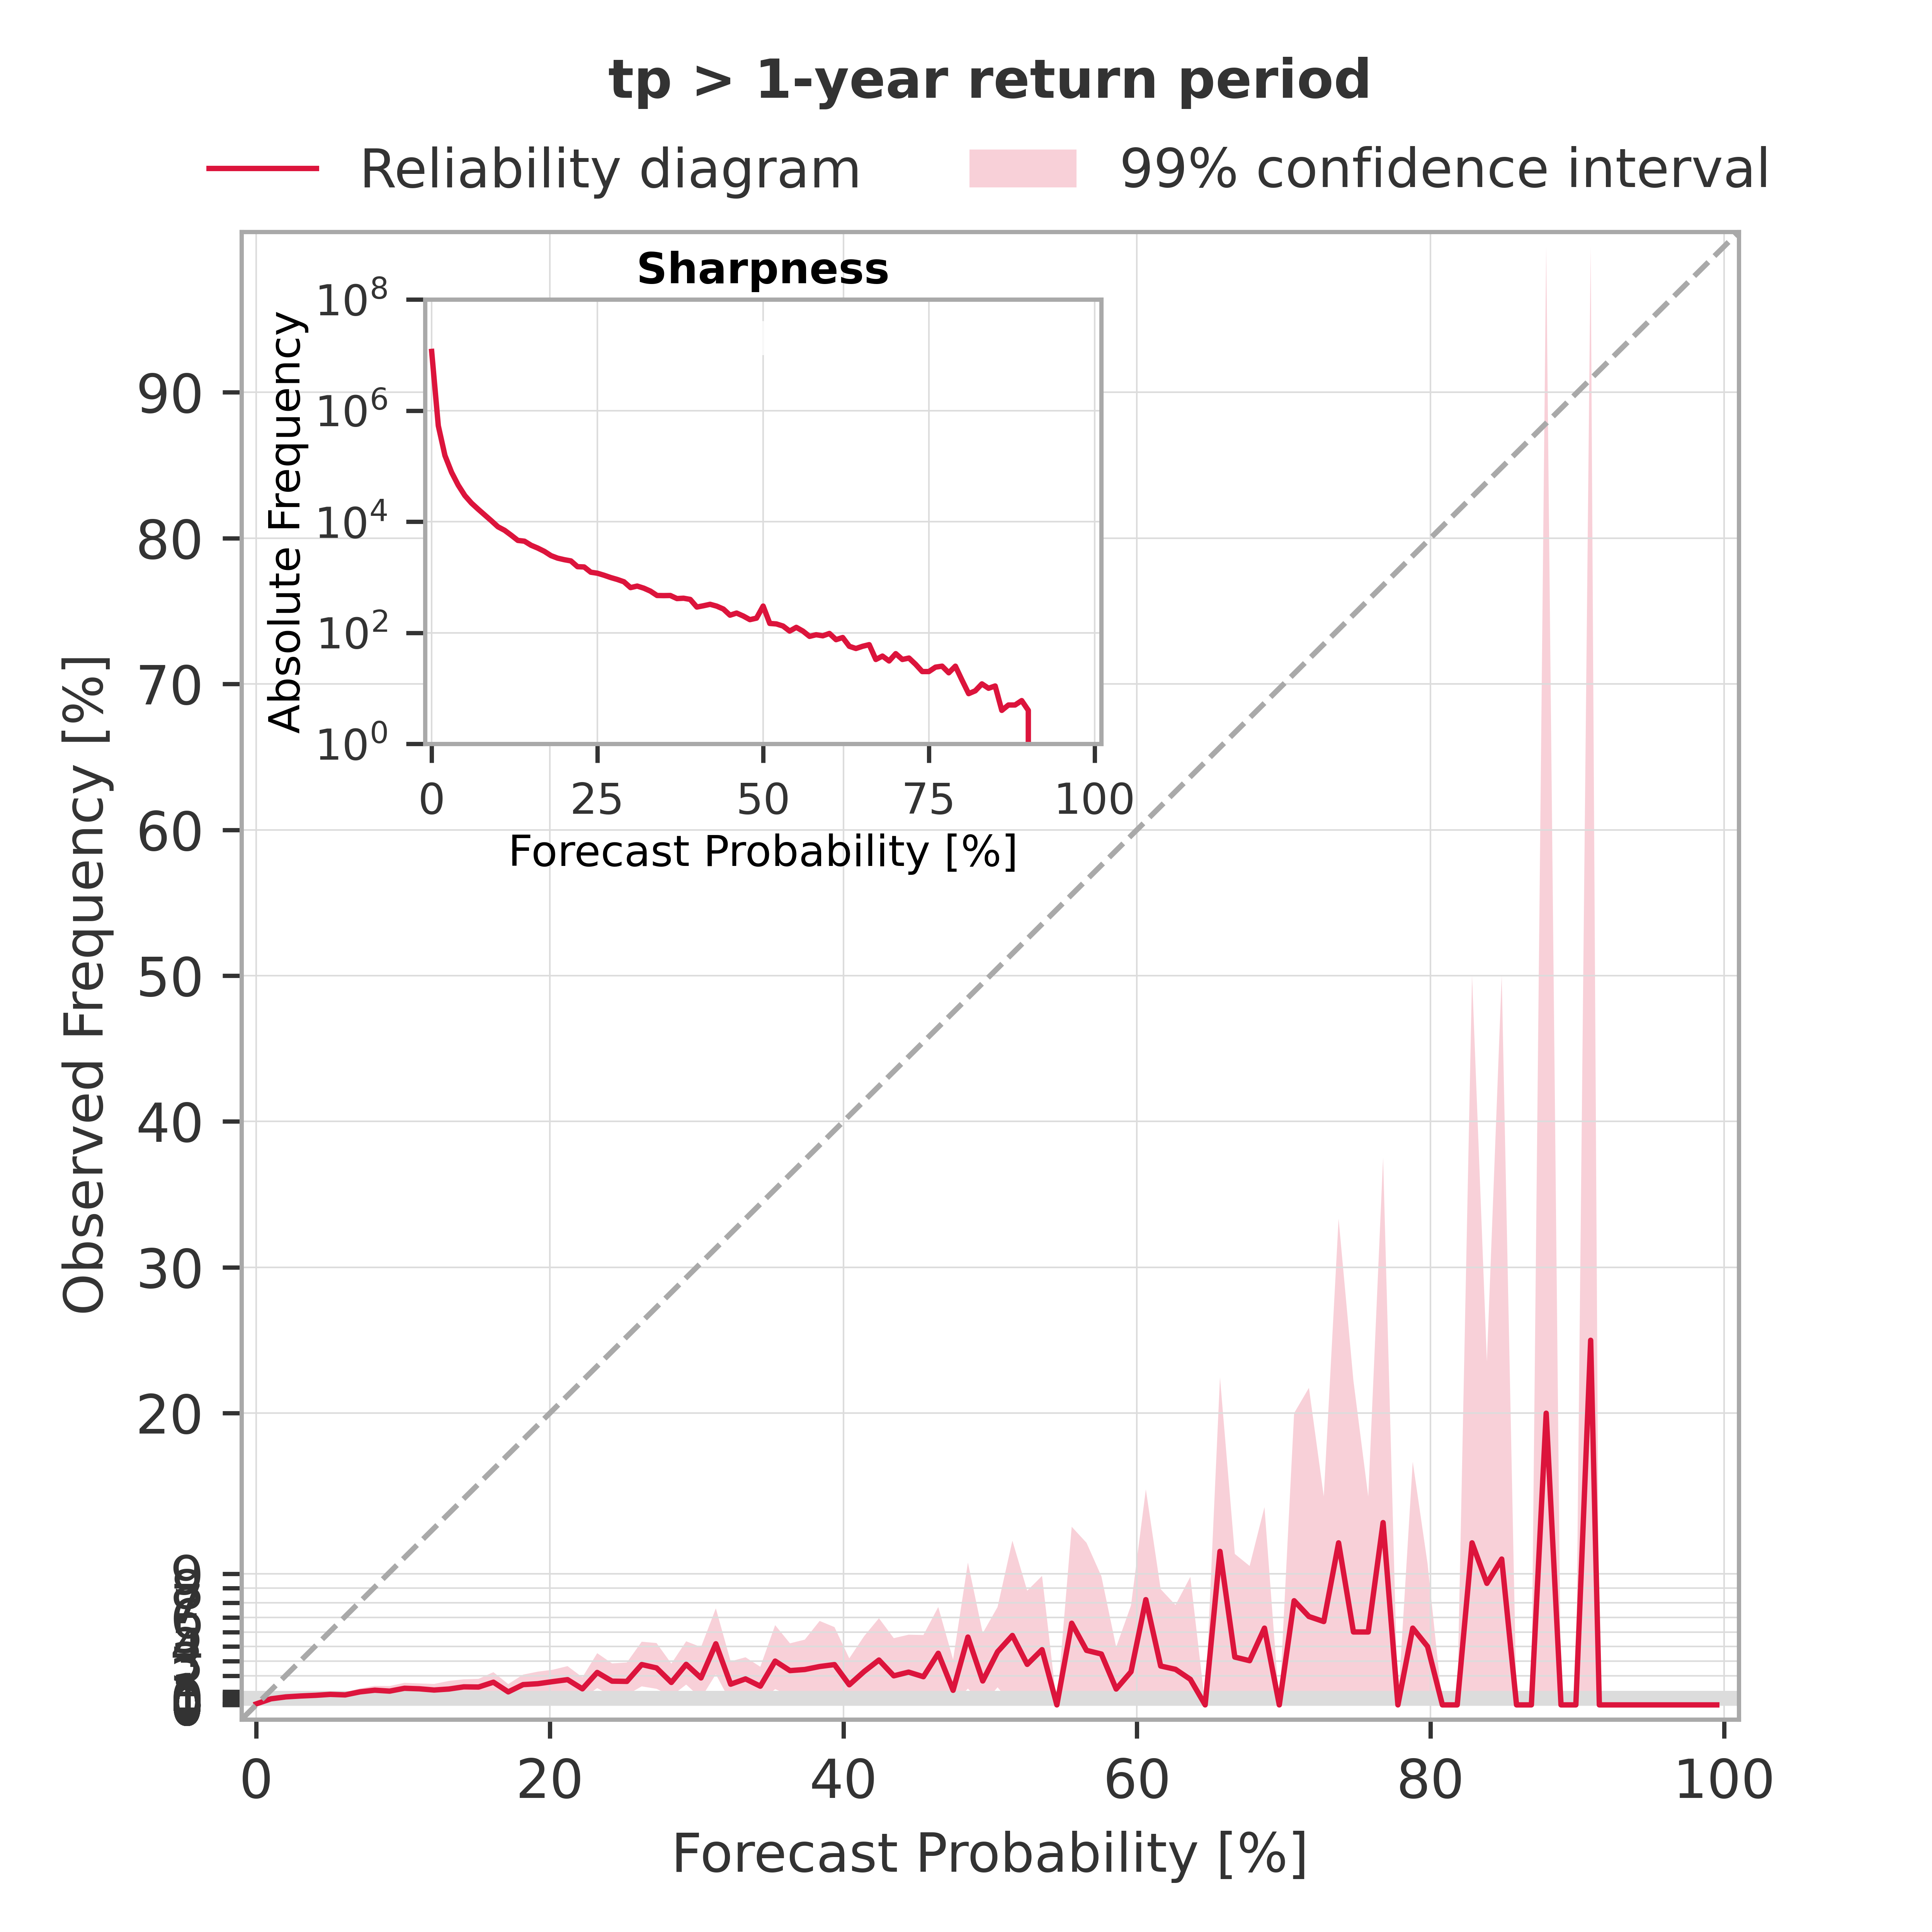 tp > 1-year return period
Reliability diagram
99% confidence interval
Sharpness
Absolute Frequency
10^8
10^6
10^4
10^2
10^0
0 25 50 75 100
Forecast Probability [%]
Observed Frequency [%]
90
80
70
60
50
40
30
20
9
0 20 40 60 80 100
Forecast Probability [%]